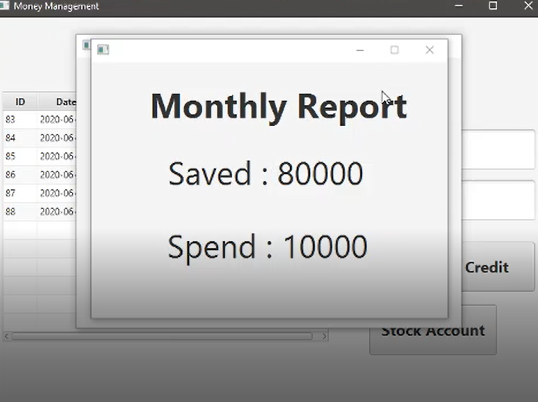 Money Management
Monthly Report
Saved : 80000
Spend : 10000
ID Date
83 2020-06-
84 2020-06-
85 2020-06-
86 2020-06-
87 2020-06-
88 2020-06-
Credit
Stock Account